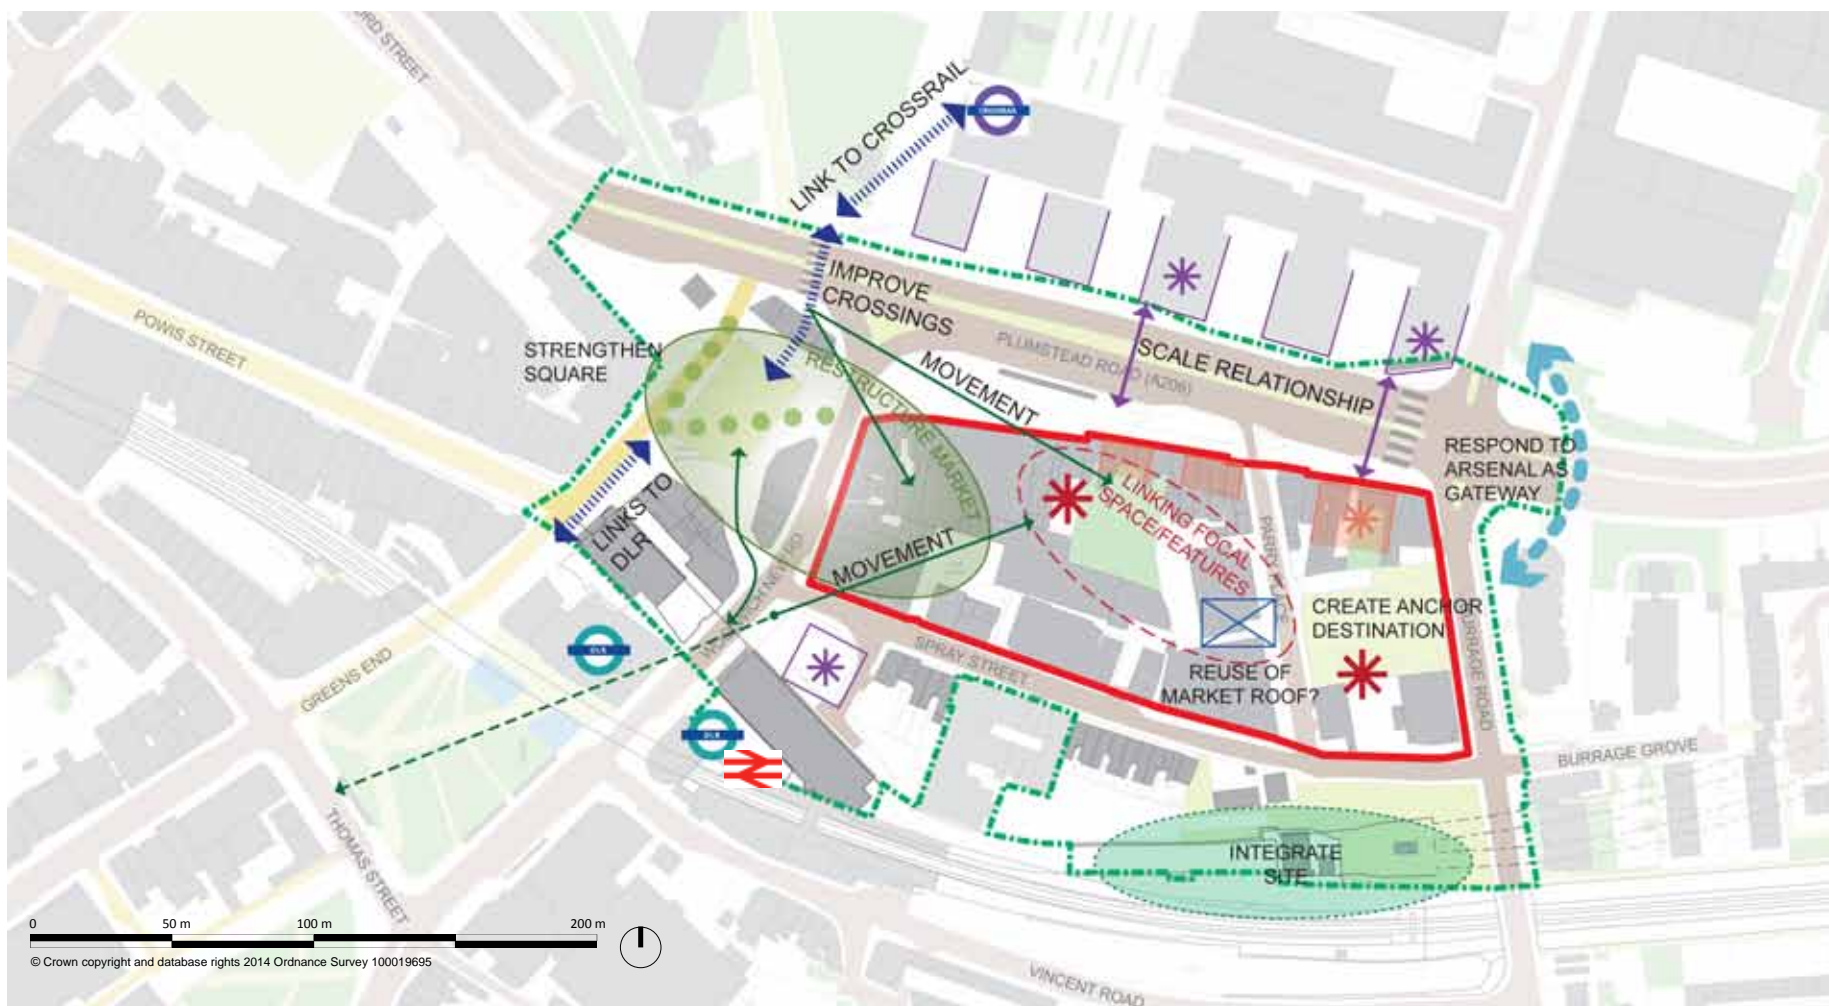 ORD STREET
LINK TO CROSSRAIL
CROSSRAIL
IMPROVE
CROSSINGS
POWIS STREET
STRENGTHEN
SQUARE
RESTRUCTURE MARKET
MOVEMENT
PLUMSTEAD ROAD (A206)
SCALE RELATIONSHIP
RESPOND TO
ARSENAL AS
GATEWAY
LINKS TO
DLR
LINKING FOCAL
SPACE/FEATURES
MOVEMENT
CREATE ANCHOR
DESTINATION
DLR
GREENS END
SPRAY STREET
REUSE OF
MARKET ROOF?
BURRAGE ROAD
DLR
BURRAGE GROVE
THOMAS STREET
INTEGRATE
SITE
0 50 m 100 m 200 m
© Crown copyright and database rights 2014 Ordnance Survey 100019695
VINCENT ROAD